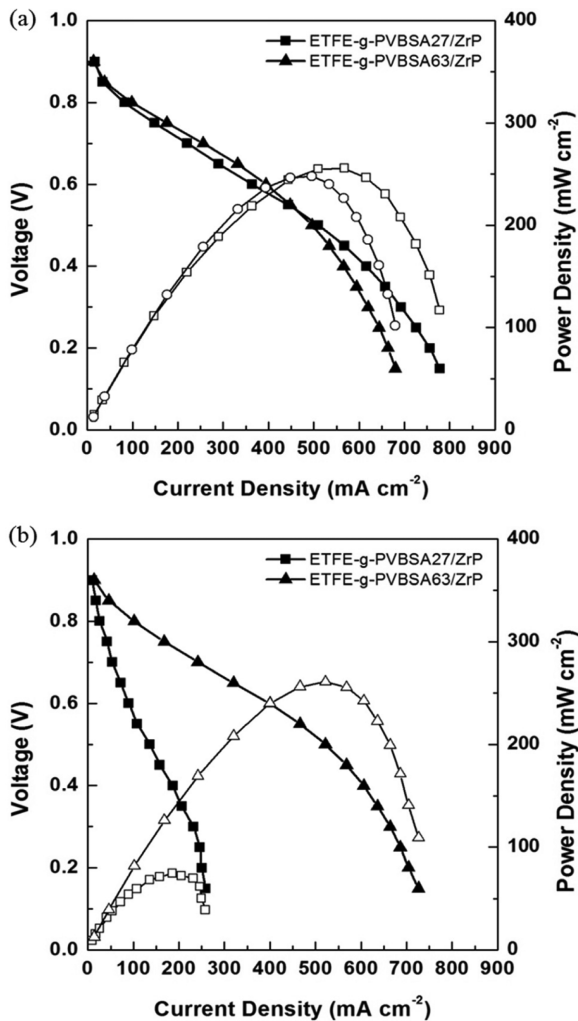 (a)
1.0
0.8
0.6
0.4
0.2
0.0
Voltage (V)
ETFE-g-PVBSA27/ZrP
ETFE-g-PVBSA63/ZrP
400
300
200
100
0
Power Density (mW cm-2)
0 100 200 300 400 500 600 700 800 900
Current Density (mA cm-2)
(b)
1.0
0.8
0.6
0.4
0.2
0.0
Voltage (V)
ETFE-g-PVBSA27/ZrP
ETFE-g-PVBSA63/ZrP
400
300
200
100
0
Power Density (mW cm-2)
0 100 200 300 400 500 600 700 800 900
Current Density (mA cm-2)